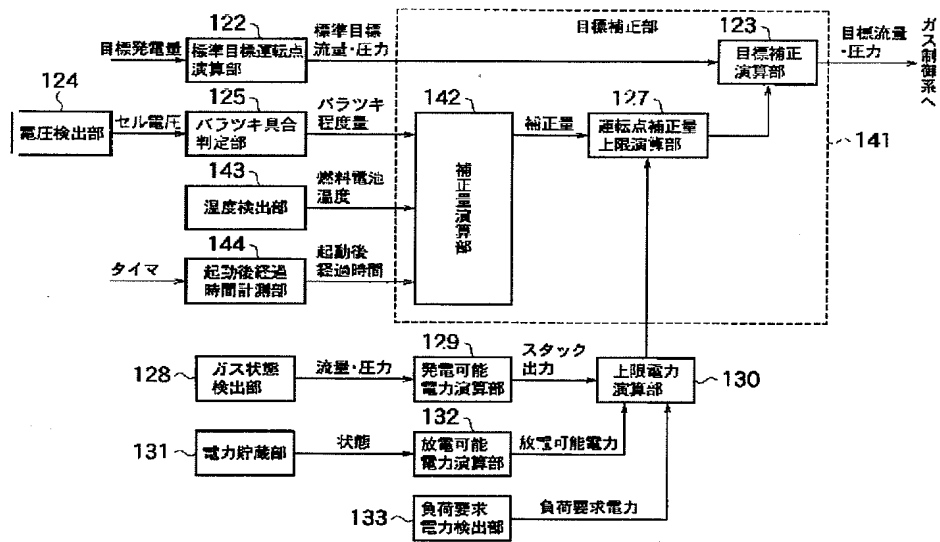 122
標準目標
流量・圧力
目標補正部
123
目標流量
・圧力
ガス制御系へ
目標発電量
標準目標運転点
演算部
目標補正
演算部
124
125
バラツキ
程度量
142
127
電圧検出部
セル電圧
バラツキ具合
判定部
補正量
運転点補正量
上限演算部
141
143
燃料電池
温度
温度検出部
補正量演算部
144
起動後
経過時間
タイマ
起動後経過
時間計測部
128
ガス状態
検出部
流量・圧力
129
発電可能
電力演算部
スタック
出力
上限電力
演算部
130
132
131
電力貯蔵部
状態
放電可能
電力演算部
放電可能電力
133
負荷要求
電力検出部
負荷要求電力